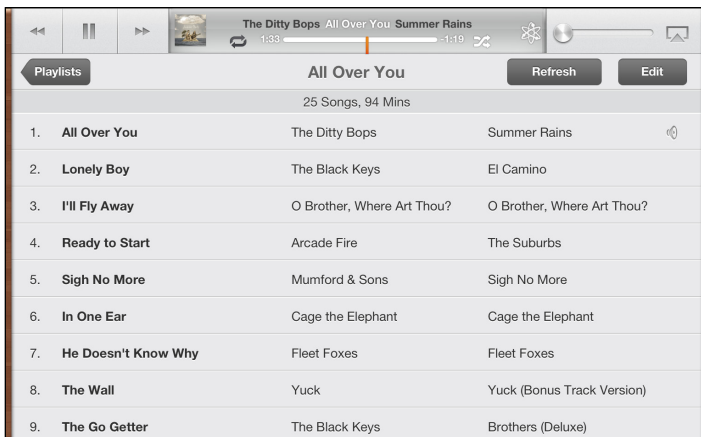 The Ditty Bops All Over You Summer Rains
1:33 -1:19
Playlists All Over You Refresh Edit
25 Songs, 94 Mins
1. All Over You The Ditty Bops Summer Rains
2. Lonely Boy The Black Keys El Camino
3. I'll Fly Away O Brother, Where Art Thou? O Brother, Where Art Thou?
4. Ready to Start Arcade Fire The Suburbs
5. Sigh No More Mumford & Sons Sigh No More
6. In One Ear Cage the Elephant Cage the Elephant
7. He Doesn't Know Why Fleet Foxes Fleet Foxes
8. The Wall Yuck Yuck (Bonus Track Version)
9. The Go Getter The Black Keys Brothers (Deluxe)